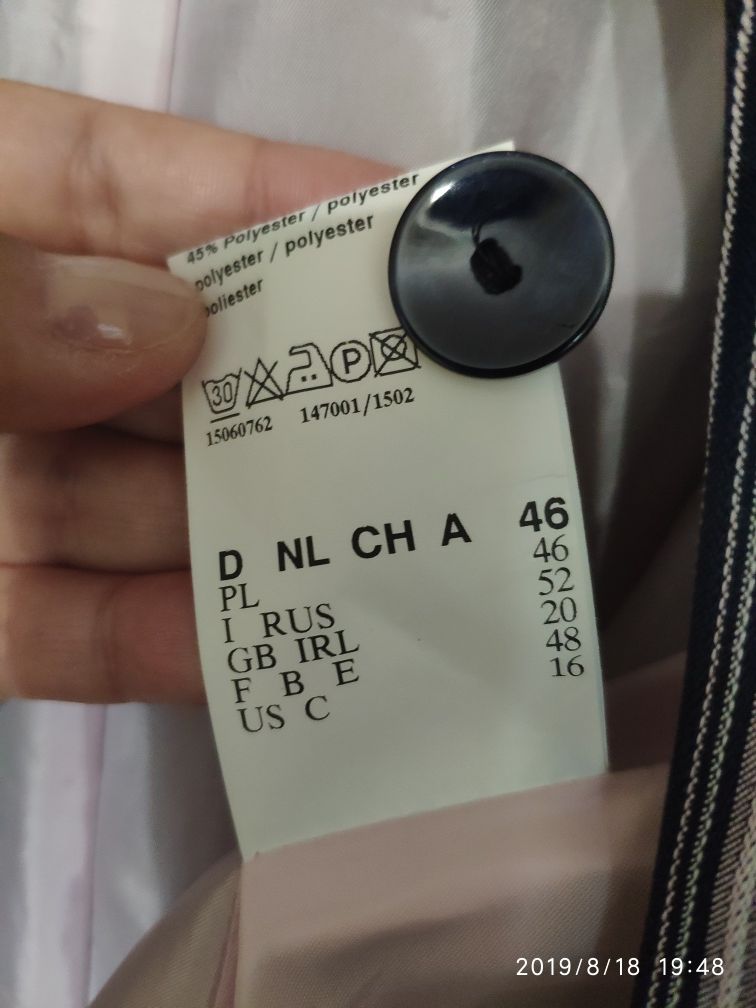 45% Polyester / polyester
polyester / polyester
poliester
30 P
15060762 147001/1502
D NL CH A 46
PL 46
I RUS 52
GB IRL 20
F B E 48
US C 16
2019/8/18 19:48